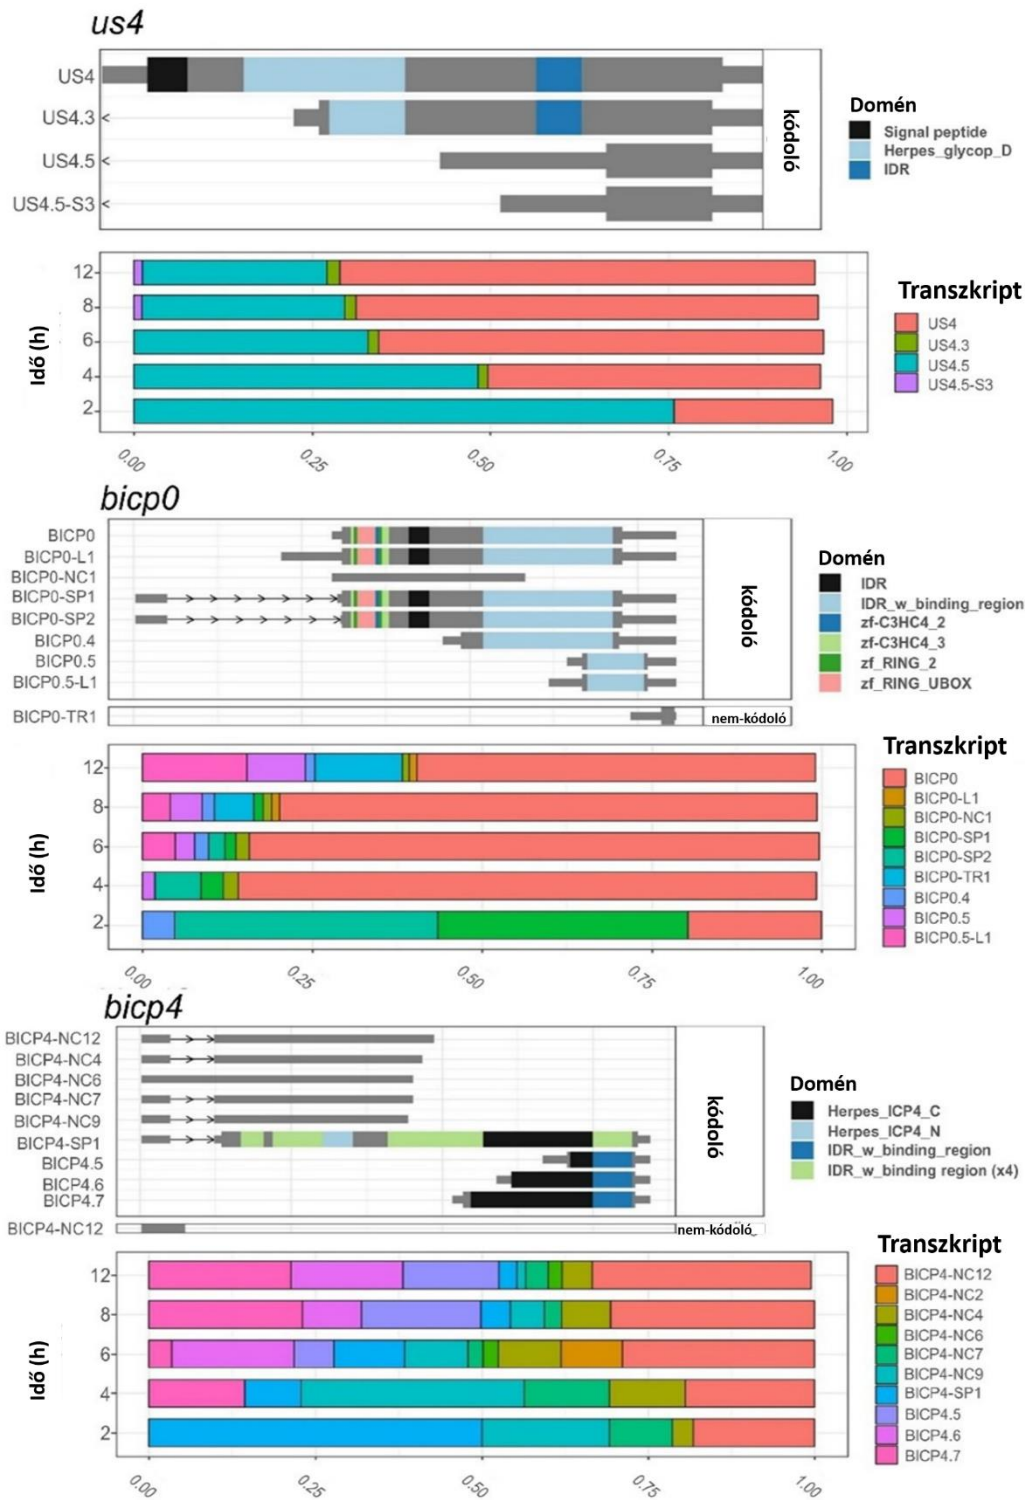 us4
US4
US4.3
US4.5
US4.5-S3
kódoló
Domén
Signal peptide
Herpes_glycop_D
IDR
Idő (h)
12
8
6
4
2
0.00 0.25 0.50 0.75 1.00
Transzkript
US4
US4.3
US4.5
US4.5-S3
bicp0
BICP0
BICP0-L1
BICP0-NC1
BICP0-SP1
BICP0-SP2
BICP0.4
BICP0.5
BICP0.5-L1
BICP0-TR1
kódoló
nem-kódoló
Domén
IDR
IDR_w_binding_region
zf-C3HC4_2
zf-C3HC4_3
zf_RING_2
zf_RING_UBOX
Idő (h)
12
8
6
4
2
0.00 0.25 0.50 0.75 1.00
Transzkript
BICP0
BICP0-L1
BICP0-NC1
BICP0-SP1
BICP0-SP2
BICP0-TR1
BICP0.4
BICP0.5
BICP0.5-L1
bicp4
BICP4-NC12
BICP4-NC4
BICP4-NC6
BICP4-NC7
BICP4-NC9
BICP4-SP1
BICP4.5
BICP4.6
BICP4.7
BICP4-NC12
kódoló
nem-kódoló
Domén
Herpes_ICP4_C
Herpes_ICP4_N
IDR_w_binding_region
IDR_w_binding region (x4)
Idő (h)
12
8
6
4
2
0.00 0.25 0.50 0.75 1.00
Transzkript
BICP4-NC12
BICP4-NC2
BICP4-NC4
BICP4-NC6
BICP4-NC7
BICP4-NC9
BICP4-SP1
BICP4.5
BICP4.6
BICP4.7